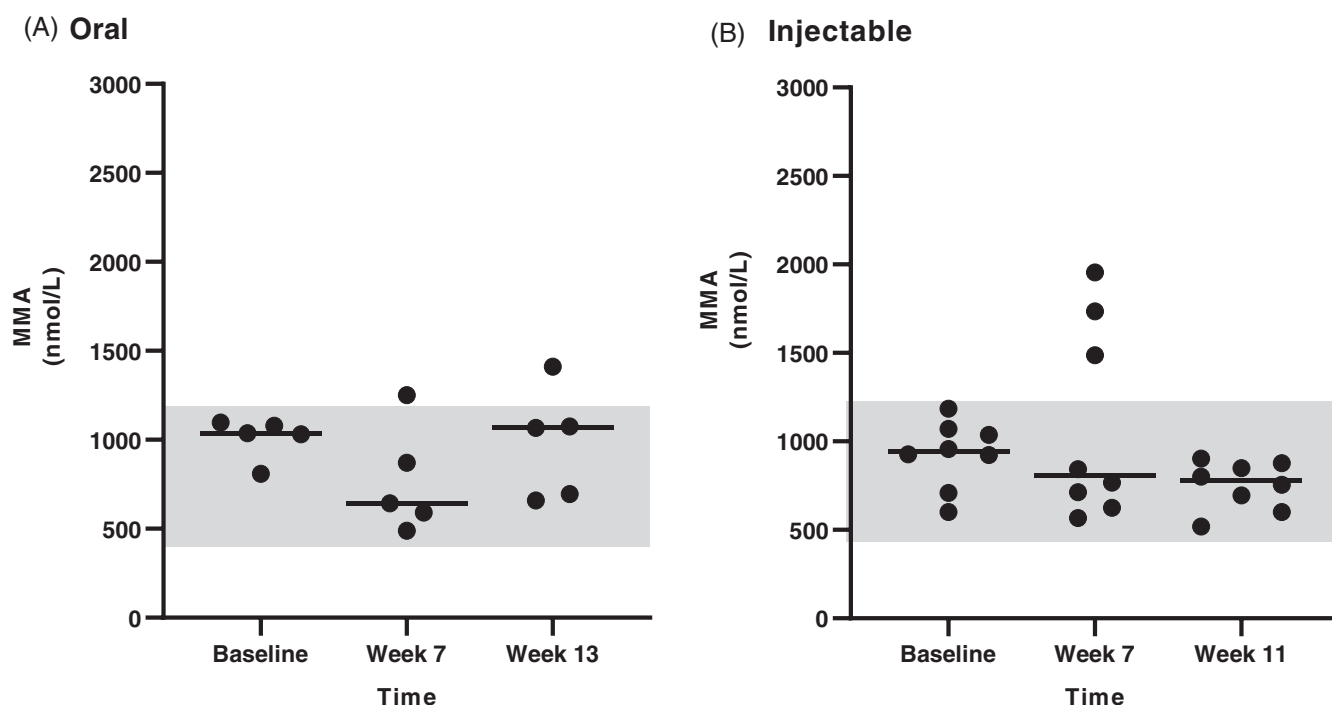 (A) Oral
3000
2500
2000
1500
1000
500
0
MMA
(nmol/L)
Baseline Week 7 Week 13
Time
(B) Injectable
3000
2500
2000
1500
1000
500
0
MMA
(nmol/L)
Baseline Week 7 Week 11
Time